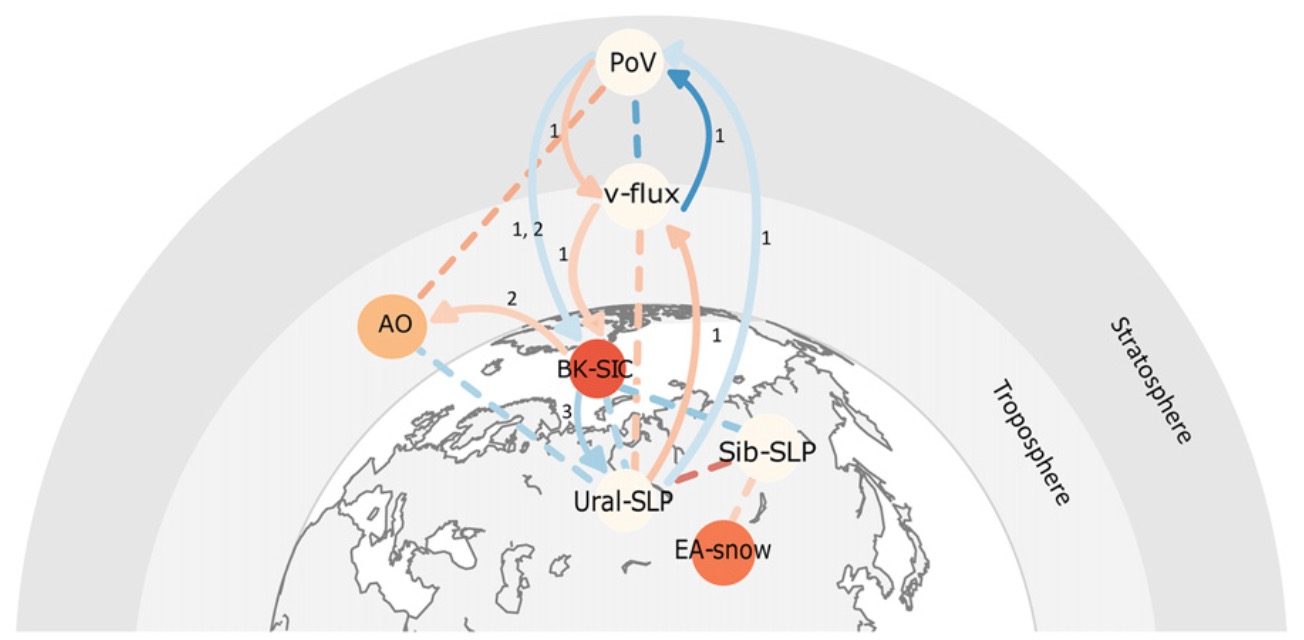 PoV
1
1
v-flux
1, 2
1
1
2
AO
1
BK-SIC
3
Sib-SLP
Ural-SLP
EA-snow
Troposphere
Stratosphere